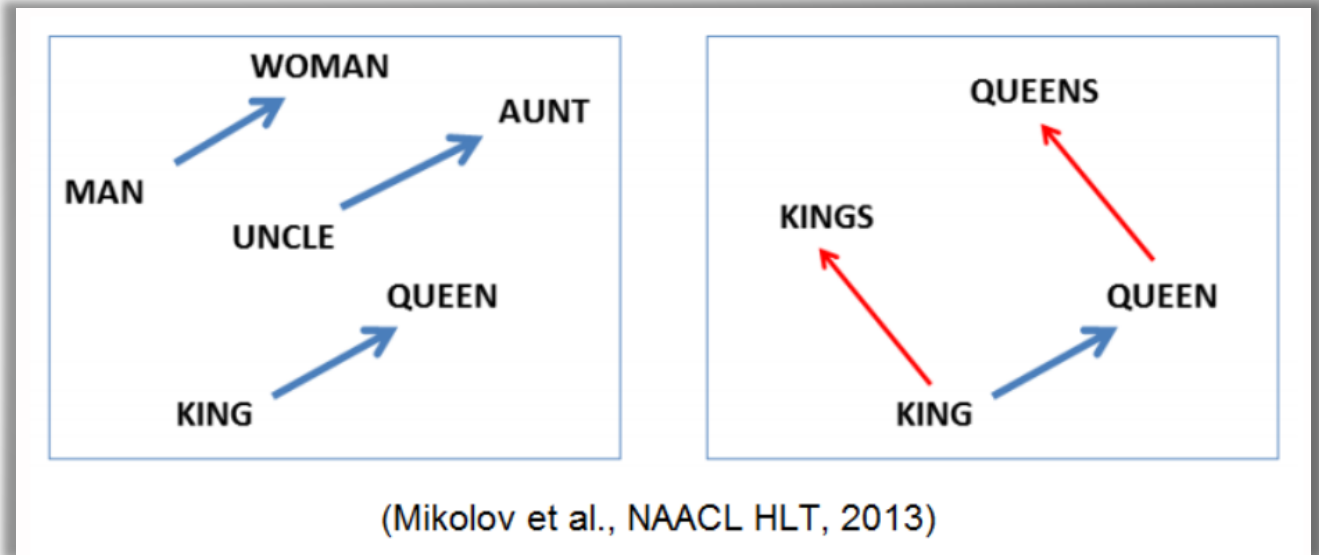 WOMAN
AUNT
MAN
UNCLE
QUEEN
KING
QUEENS
KINGS
QUEEN
KING
(Mikolov et al., NAACL HLT, 2013)